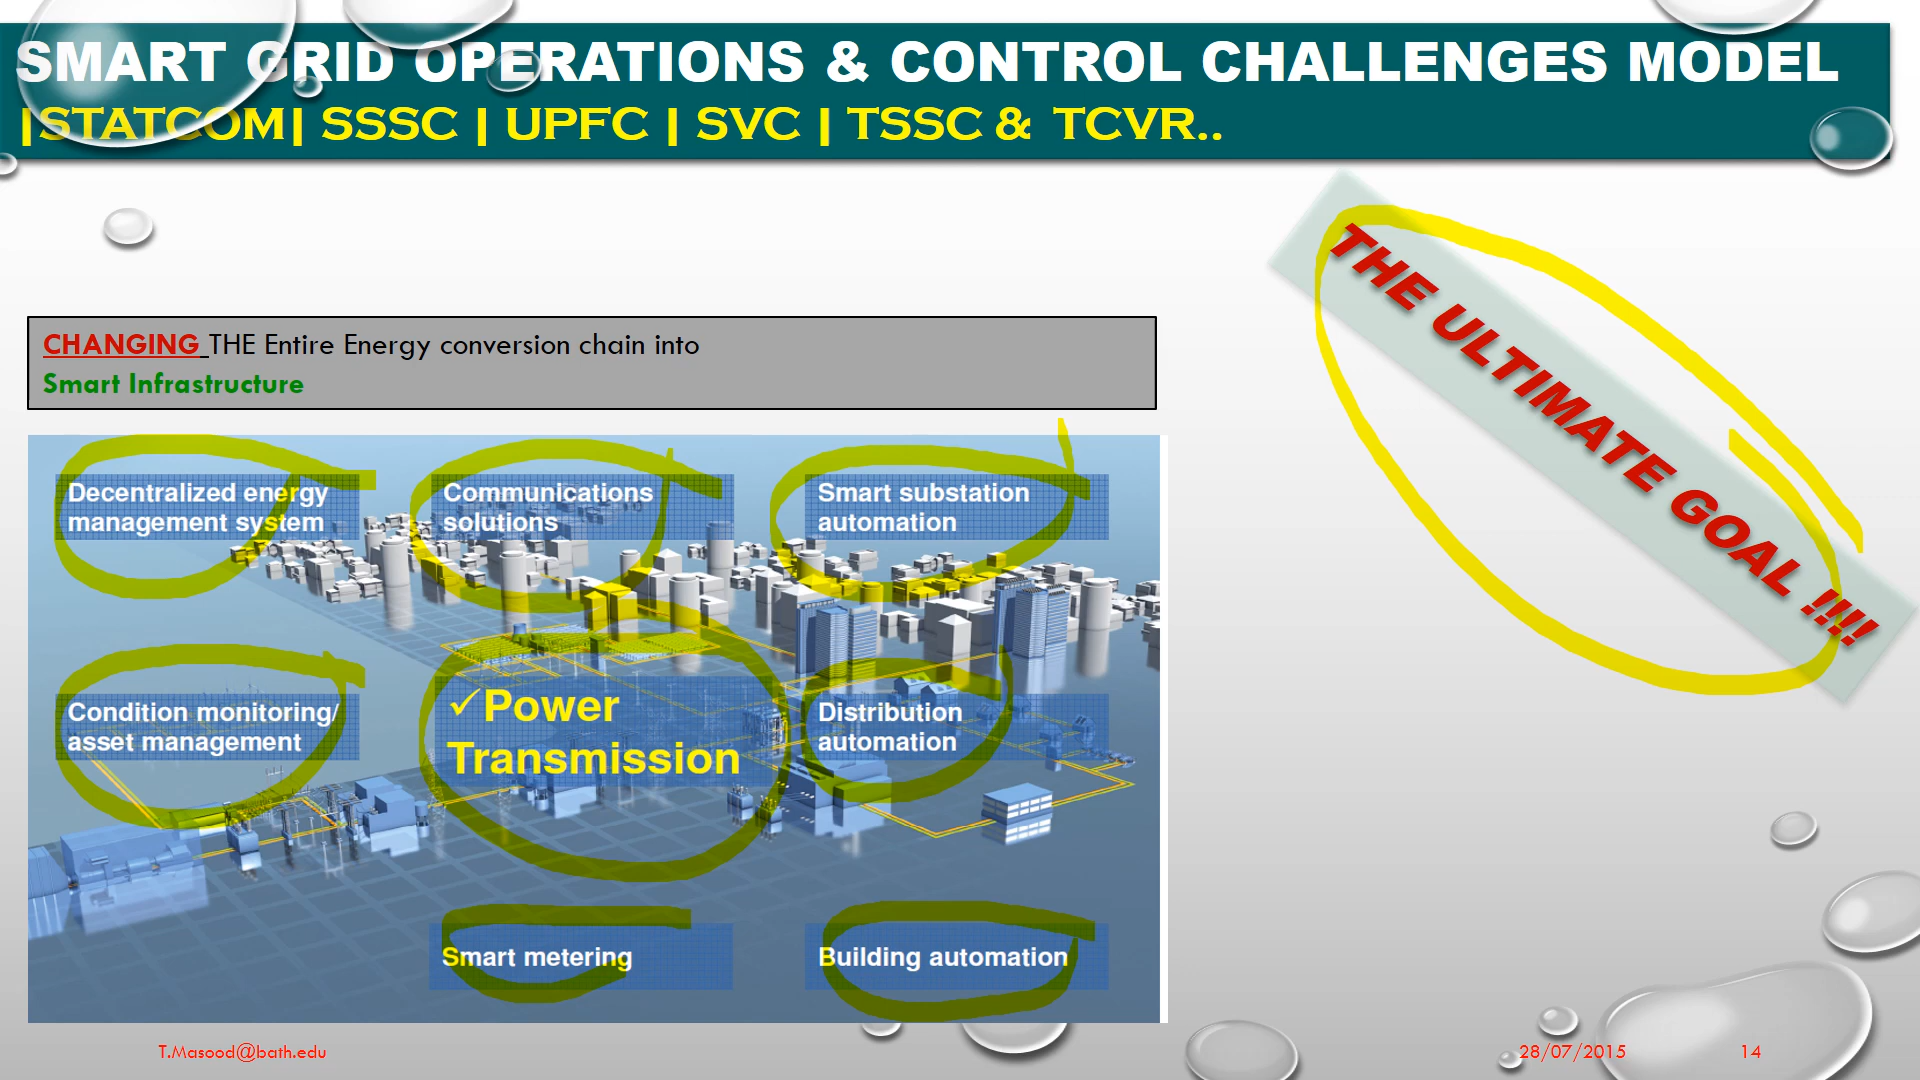 SMART GRID OPERATIONS & CONTROL CHALLENGES MODEL
|STATCOM| SSSC | UPFC | SVC | TSSC & TCVR..
THE ULTIMATE GOAL !!!!
CHANGING THE Entire Energy conversion chain into
Smart Infrastructure
Decentralized energy
management system
Communications
solutions
Smart substation
automation
Condition monitoring/
asset management
✓Power
Transmission
Distribution
automation
Smart metering
Building automation
T.Masood@bath.edu
28/07/2015
14